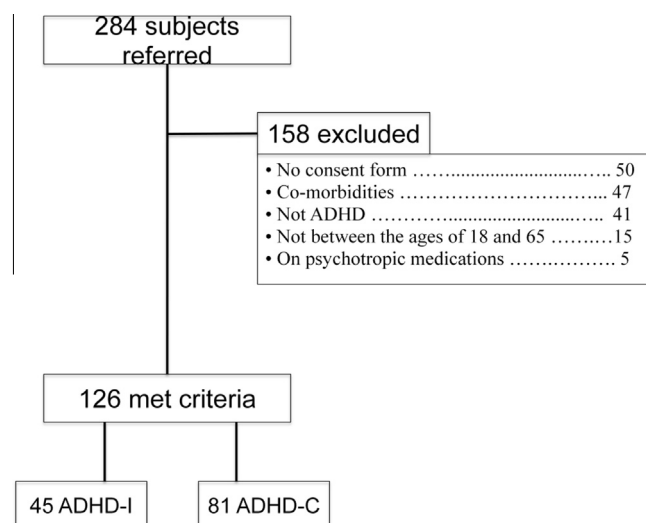 284 subjects
referred
158 excluded
• No consent form ……............................….. 50
• Co-morbidities …………………………... 47
• Not ADHD …………........................…..  41
• Not between the ages of 18 and 65 …….…15
• On psychotropic medications …….……….  5
126 met criteria
45 ADHD-I
81 ADHD-C